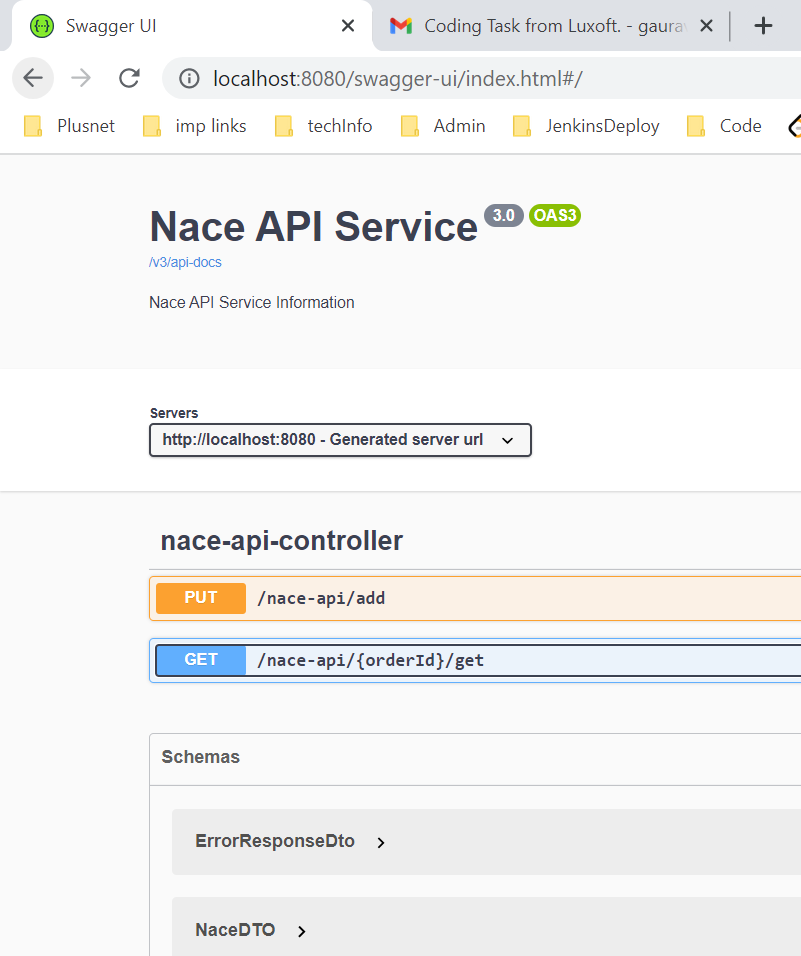 Swagger UI
Coding Task from Luxoft. - gaurav
localhost:8080/swagger-ui/index.html#/
Plusnet imp links techInfo Admin JenkinsDeploy Code
Nace API Service 3.0 OAS3
/v3/api-docs
Nace API Service Information
Servers
http://localhost:8080 - Generated server url
nace-api-controller
PUT /nace-api/add
GET /nace-api/{orderId}/get
Schemas
ErrorResponseDto
NaceDTO